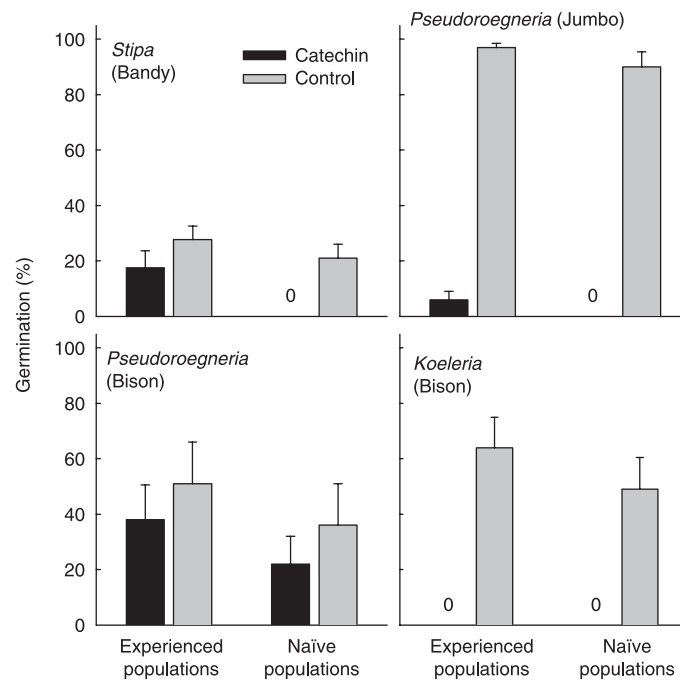 Germination (%)
100
80
60
40
20
0
Stipa
(Bandy)
Catechin
Control
0
Pseudoroegneria (Jumbo)
0
100
80
60
40
20
0
Pseudoroegneria
(Bison)
Experienced
populations
Naïve
populations
Koeleria
(Bison)
0
0
Experienced
populations
Naïve
populations